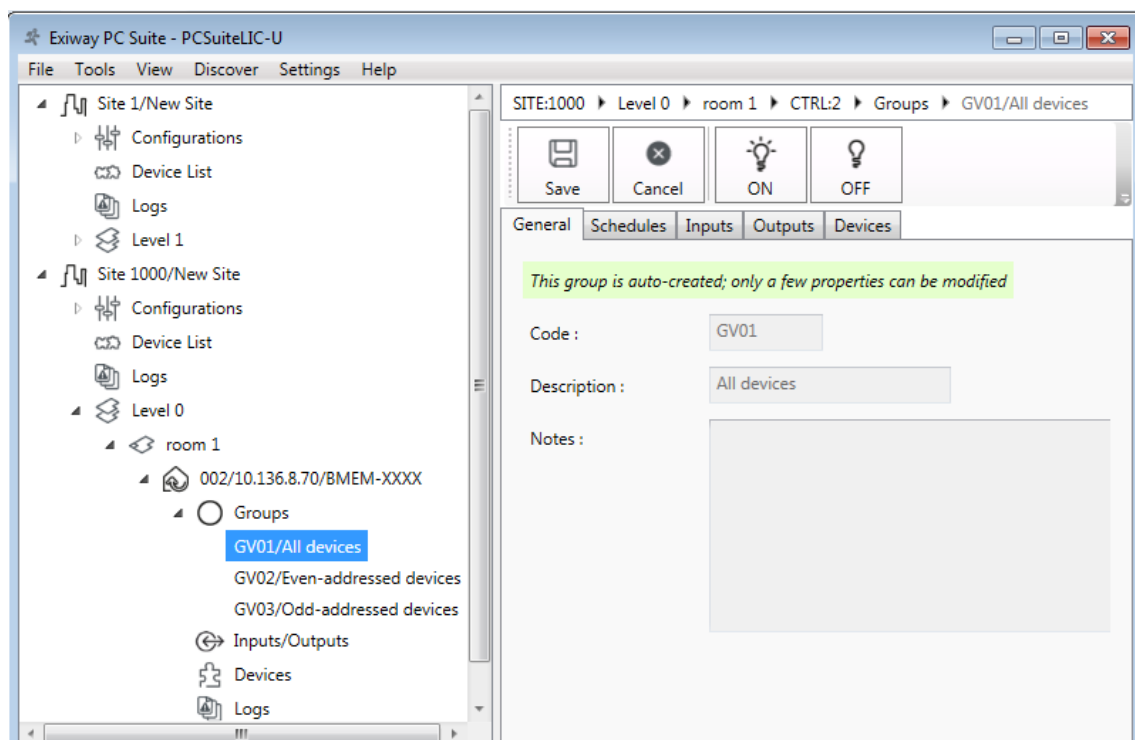 Exiway PC Suite - PCSuiteLIC-U
File Tools View Discover Settings Help
Site 1/New Site
Configurations
Device List
Logs
Level 1
Site 1000/New Site
Configurations
Device List
Logs
Level 0
room 1
002/10.136.8.70/BMEM-XXXX
Groups
GV01/All devices
GV02/Even-addressed devices
GV03/Odd-addressed devices
Inputs/Outputs
Devices
Logs
SITE:1000 Level 0 room 1 CTRL:2 Groups GV01/All devices
Save Cancel ON OFF
General Schedules Inputs Outputs Devices
This group is auto-created; only a few properties can be modified
Code : GV01
Description : All devices
Notes :